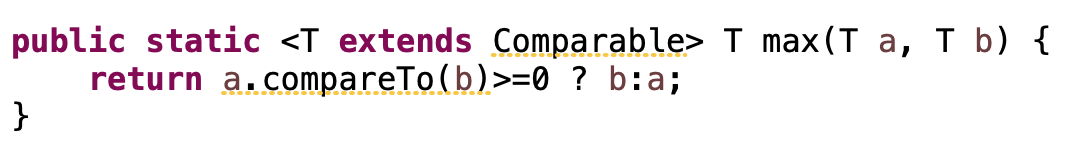 public static <T extends Comparable> T max(T a, T b) {
    return a.compareTo(b)>=0 ? b:a;
}